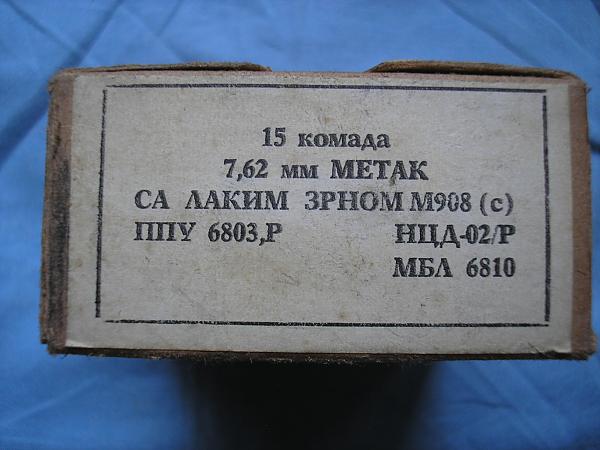 15 комада
7,62 мм МЕТАК
СА ЛАКИМ ЗРНОМ М908 (с)
ППУ 6803,Р НЦД-02/Р
МБЛ 6810